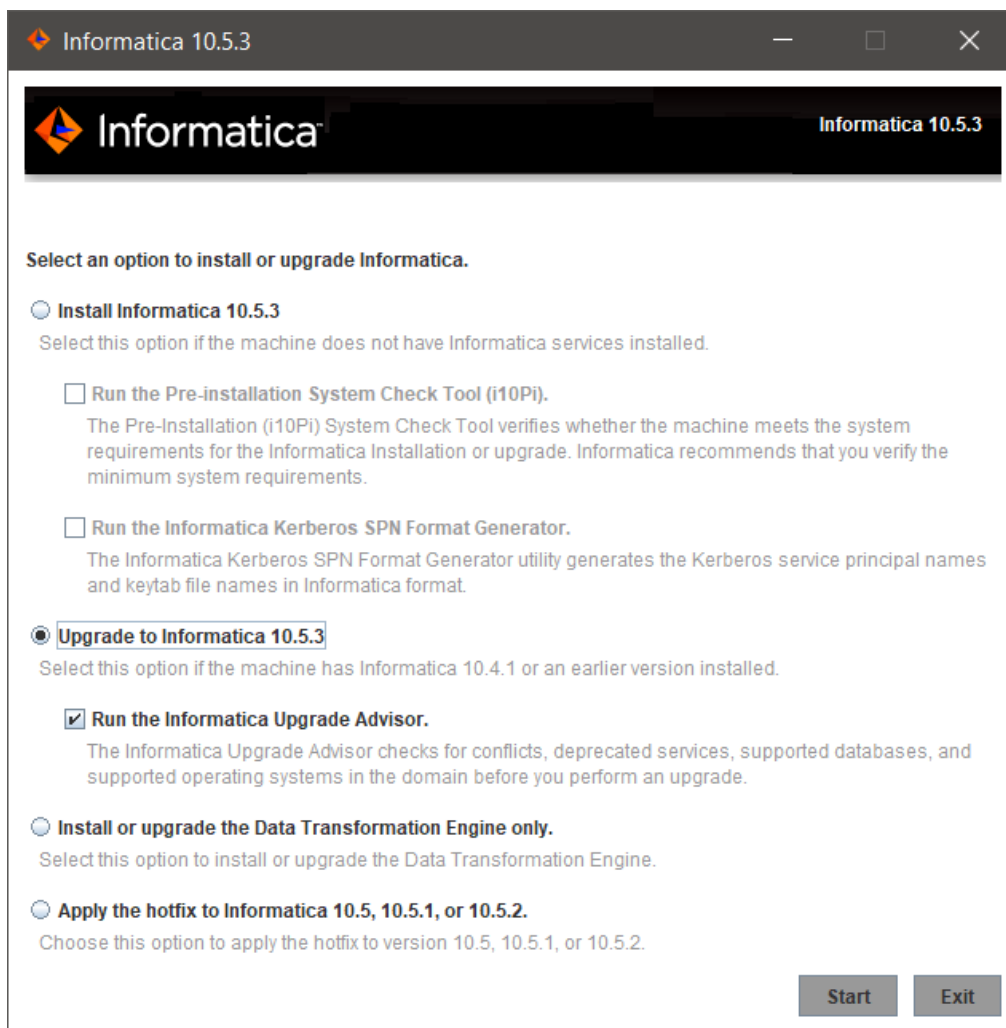 Informatica 10.5.3
Informatica™
Informatica 10.5.3
Select an option to install or upgrade Informatica.
Install Informatica 10.5.3
Select this option if the machine does not have Informatica services installed.
Run the Pre-installation System Check Tool (i10Pi).
The Pre-Installation (i10Pi) System Check Tool verifies whether the machine meets the system
requirements for the Informatica Installation or upgrade. Informatica recommends that you verify the
minimum system requirements.
Run the Informatica Kerberos SPN Format Generator.
The Informatica Kerberos SPN Format Generator utility generates the Kerberos service principal names
and keytab file names in Informatica format.
Upgrade to Informatica 10.5.3
Select this option if the machine has Informatica 10.4.1 or an earlier version installed.
Run the Informatica Upgrade Advisor.
The Informatica Upgrade Advisor checks for conflicts, deprecated services, supported databases, and
supported operating systems in the domain before you perform an upgrade.
Install or upgrade the Data Transformation Engine only.
Select this option to install or upgrade the Data Transformation Engine.
Apply the hotfix to Informatica 10.5, 10.5.1, or 10.5.2.
Choose this option to apply the hotfix to version 10.5, 10.5.1, or 10.5.2.
Start Exit